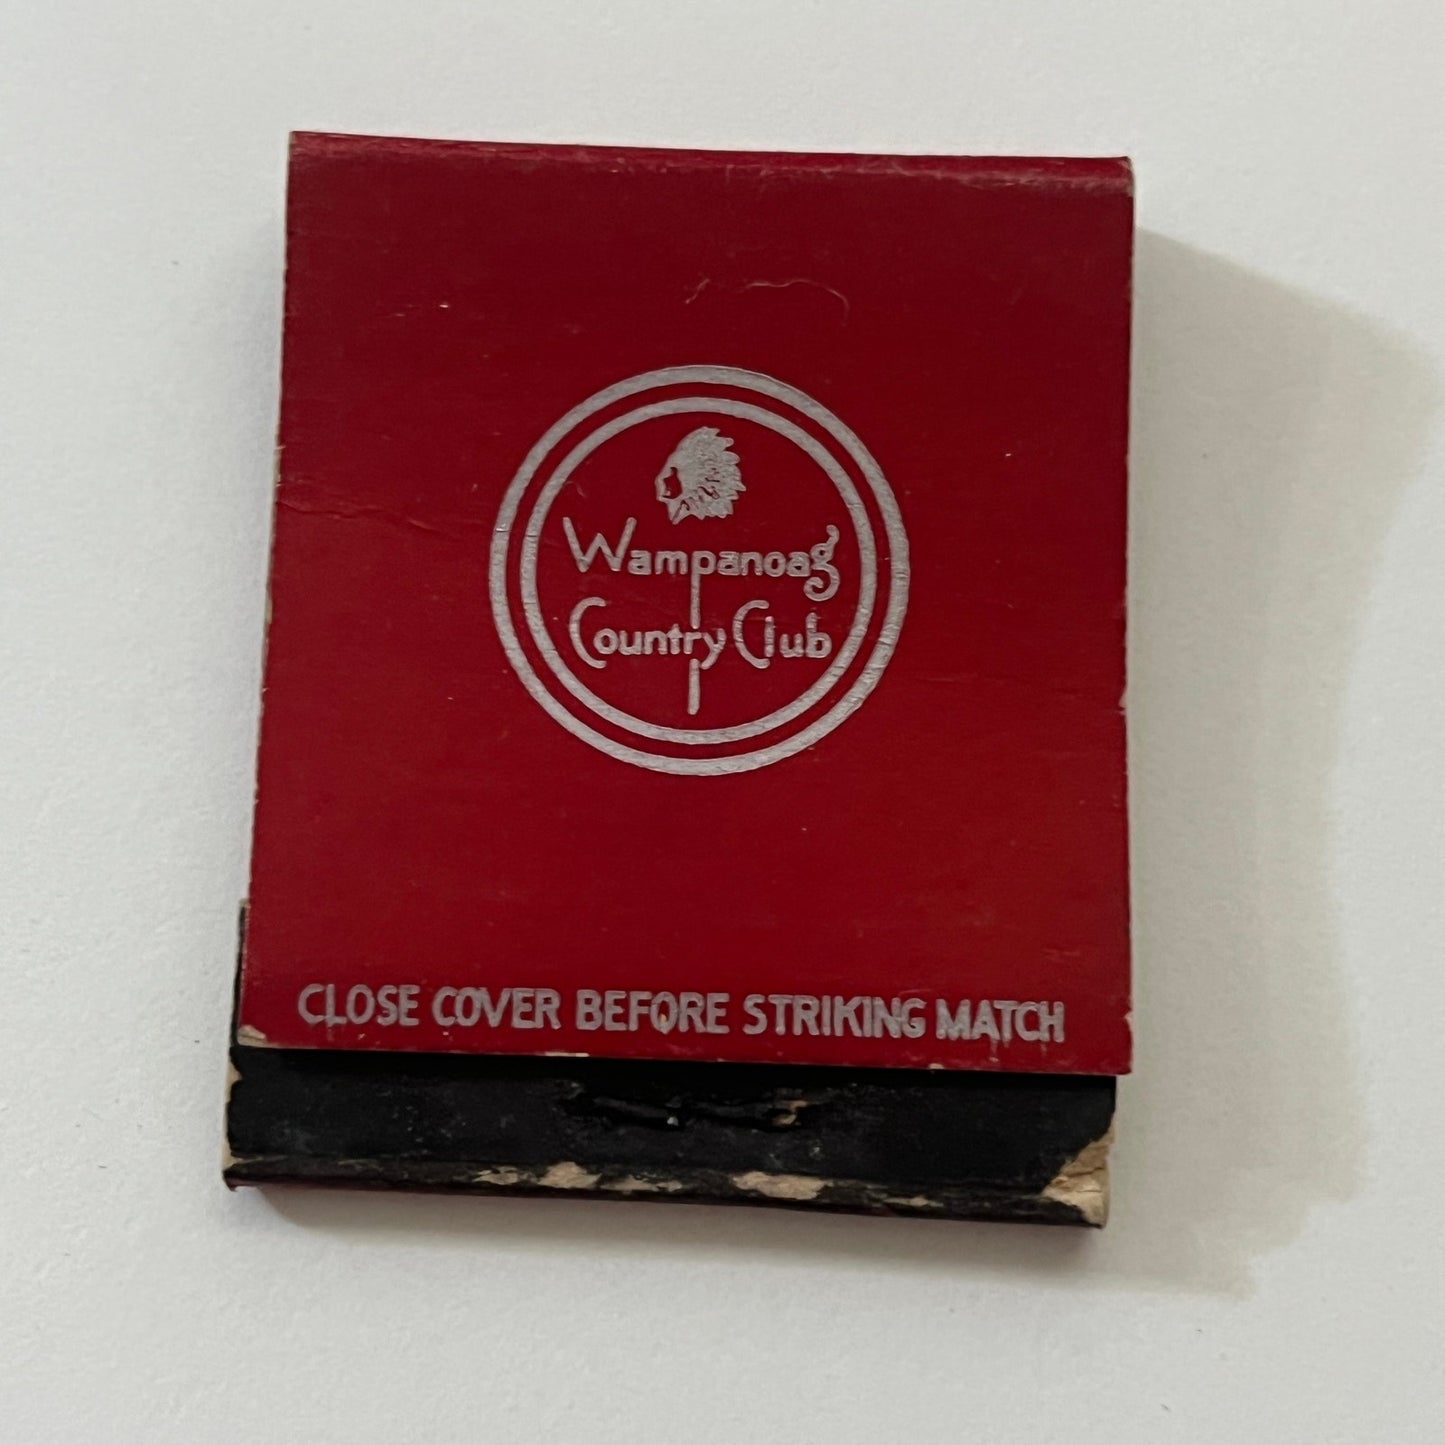 Wampanoag
Country Club
CLOSE COVER BEFORE STRIKING MATCH